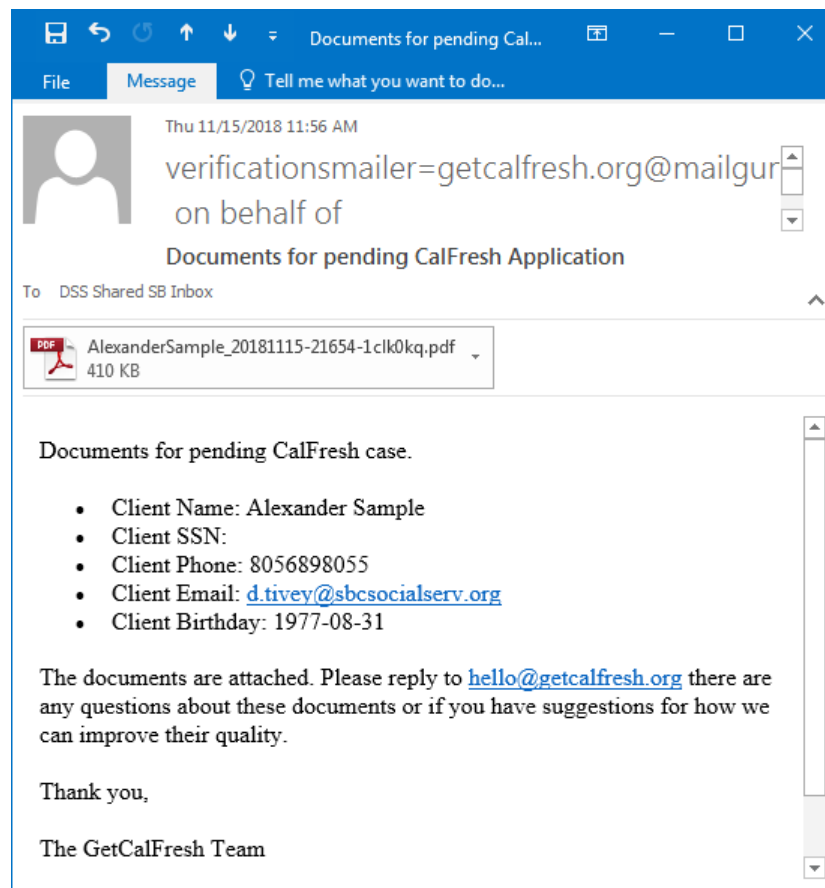 Documents for pending Cal...
File Message Tell me what you want to do...
Thu 11/15/2018 11:56 AM
verificationsmailer=getcalfresh.org@mailgur
on behalf of
Documents for pending CalFresh Application
To DSS Shared SB Inbox
PDF
AlexanderSample_20181115-21654-1clk0kq.pdf
410 KB
Documents for pending CalFresh case.
• Client Name: Alexander Sample
• Client SSN:
• Client Phone: 8056898055
• Client Email: d.tivey@sbcsocialserv.org
• Client Birthday: 1977-08-31
The documents are attached. Please reply to hello@getcalfresh.org there are
any questions about these documents or if you have suggestions for how we
can improve their quality.
Thank you,
The GetCalFresh Team